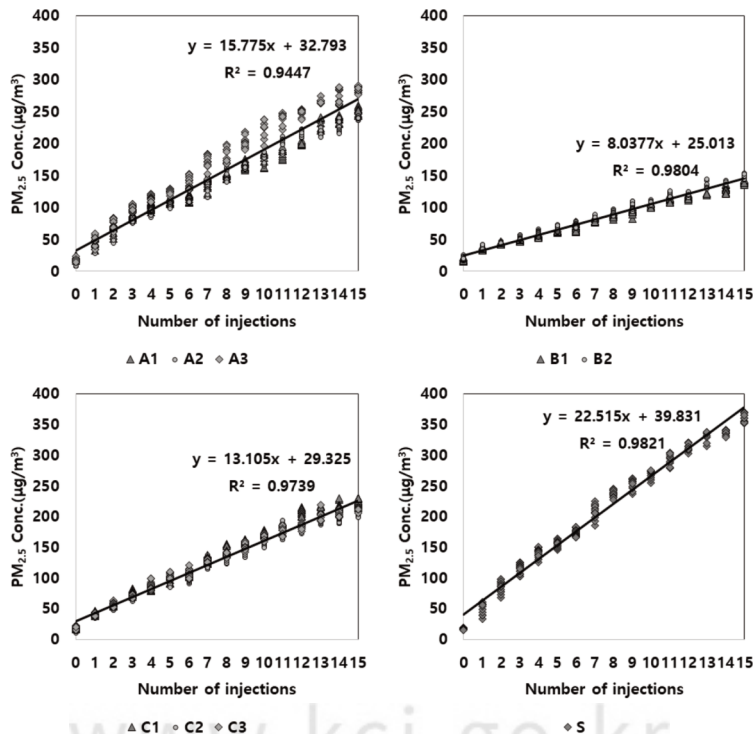 400
350
300
250
200
150
100
50
0
PM2.5 Conc.(µg/m³)
y = 15.775x + 32.793
R² = 0.9447
0 1 2 3 4 5 6 7 8 9 10 11 12 13 14 15
Number of injections
A1 A2 A3
400
350
300
250
200
150
100
50
0
PM2.5 Conc.(µg/m³)
y = 8.0377x + 25.013
R² = 0.9804
0 1 2 3 4 5 6 7 8 9 10 11 12 13 14 15
Number of injections
B1 B2
400
350
300
250
200
150
100
50
0
PM2.5 Conc.(µg/m³)
y = 13.105x + 29.325
R² = 0.9739
0 1 2 3 4 5 6 7 8 9 10 11 12 13 14 15
Number of injections
C1 C2 C3
400
350
300
250
200
150
100
50
0
PM2.5 Conc.(µg/m³)
y = 22.515x + 39.831
R² = 0.9821
0 1 2 3 4 5 6 7 8 9 10 11 12 13 14 15
Number of injections
S
www.kci.go.kr